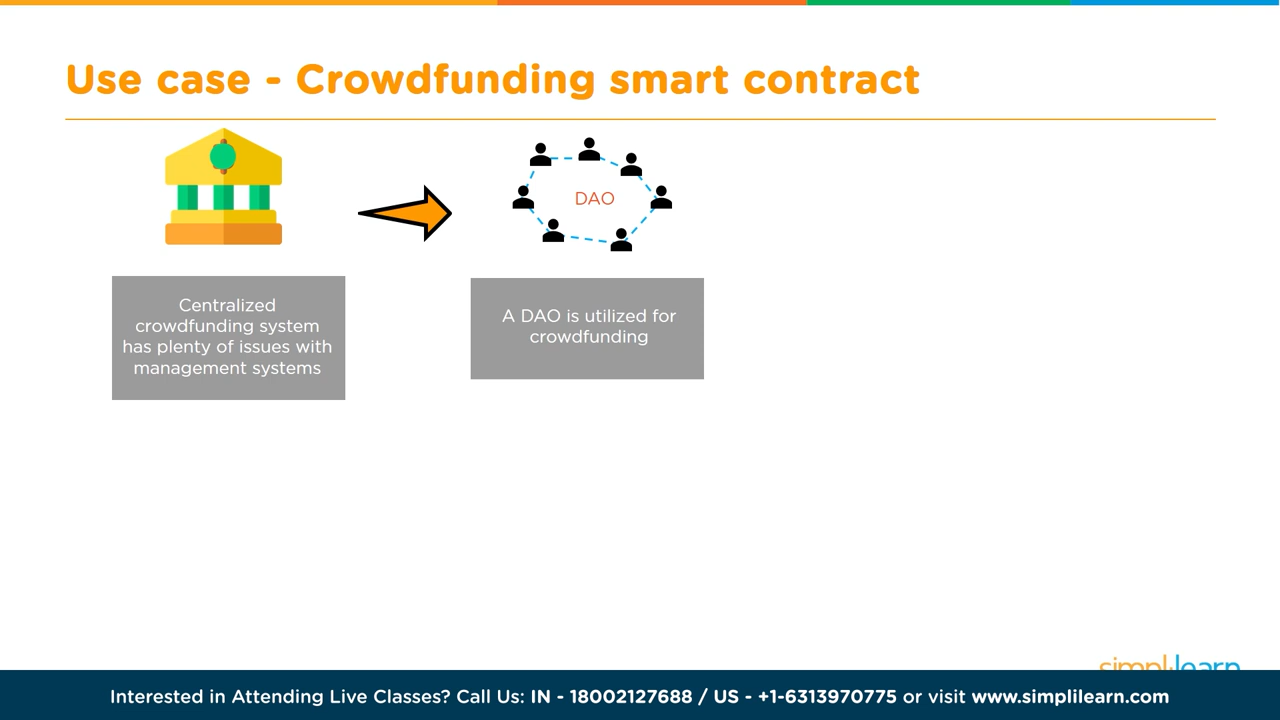 Use case - Crowdfunding smart contract
DAO
Centralized
crowdfunding system
has plenty of issues with
management systems
A DAO is utilized for
crowdfunding
simplilearn
Interested in Attending Live Classes? Call Us: IN - 18002127688 / US - +1-6313970775 or visit www.simplilearn.com